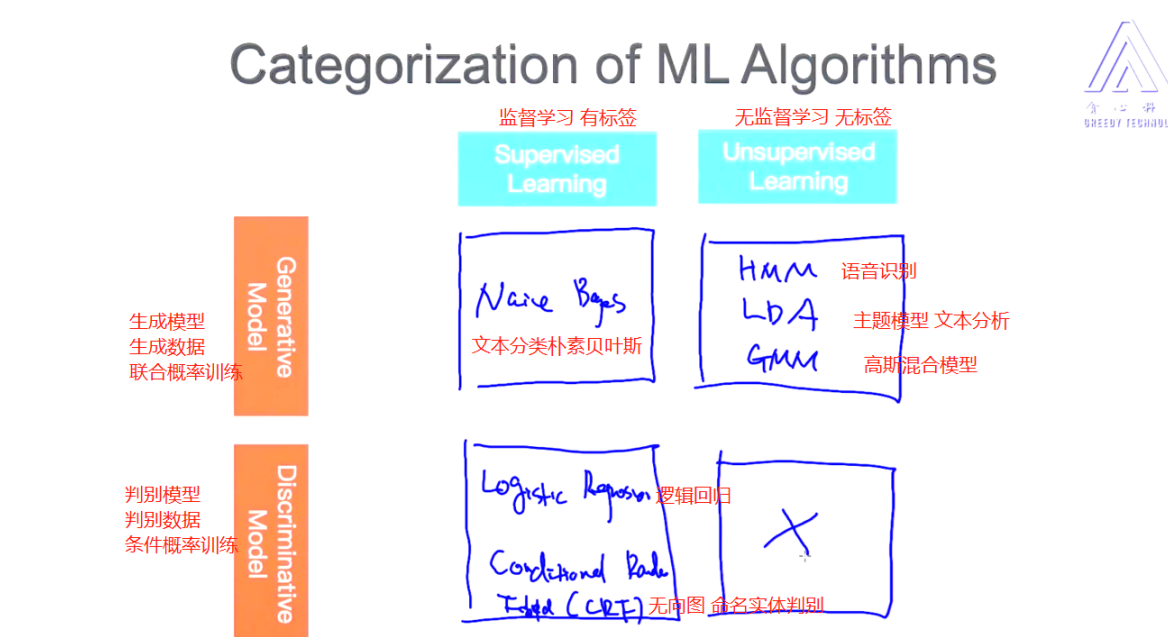 Categorization of ML Algorithms
贪心科
GREEDY TECHNOL
监督学习 有标签
无监督学习 无标签
Supervised
Learning
Unsupervised
Learning
Generative
Model
生成模型
生成数据
联合概率训练
Naive Bayes
文本分类朴素贝叶斯
HMM 语音识别
LDA 主题模型 文本分析
GMM 高斯混合模型
Discriminative
Model
判别模型
判别数据
条件概率训练
Logistic Regression 逻辑回归
Conditional
(CRF) 无向图 命名实体判别
X